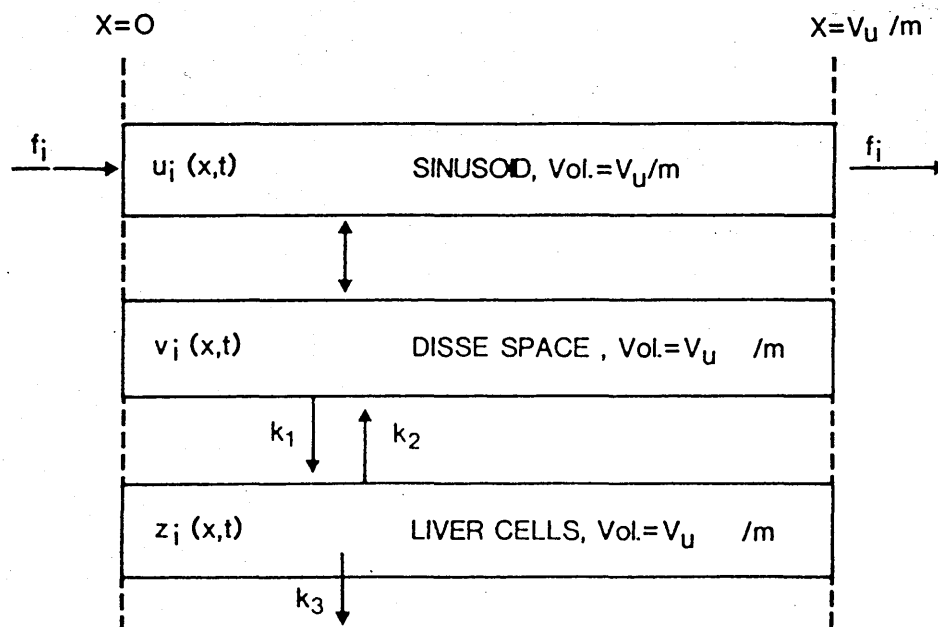 X=O X=Vu/m
fi fi
ui (x,t) SINUSOID, Vol.=Vu/m
vi (x,t) DISSE SPACE , Vol.=Vu /m
k1 k2
zi (x,t) LIVER CELLS, Vol.=Vu /m
k3